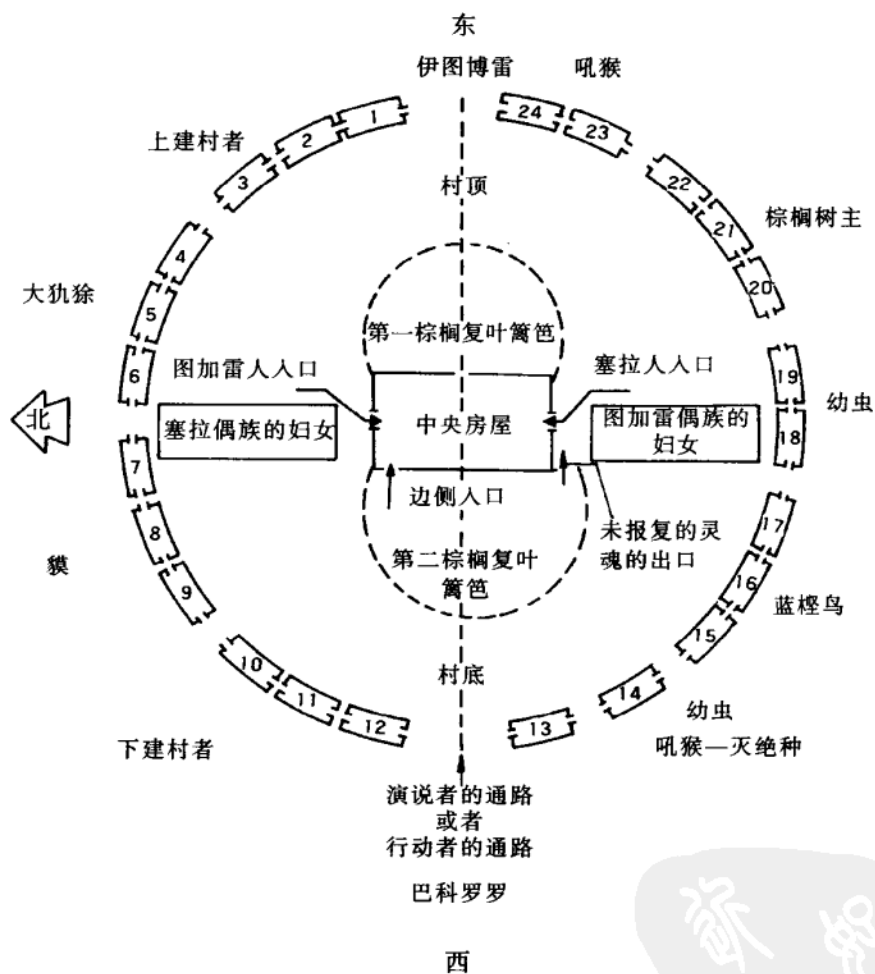 东
伊图博雷
吼猴
1
24
2
23
上建村者
3
村顶
22
棕榈树主
21
4
20
大犰狳
5
第一棕榈复叶篱笆
6
图加雷人入口
塞拉人入口
19
北
塞拉偶族的妇女
中央房屋
图加雷偶族的
妇女
幼虫
18
7
边侧入口
17
未报复的灵
魂的出口
8
第二棕榈复叶
篱笆
16
貘
9
蓝樫鸟
15
10
村底
14
11
幼虫
12
13
下建村者
吼猴—灭绝种
演说者的通路
或者
行动者的通路
巴科罗罗
西